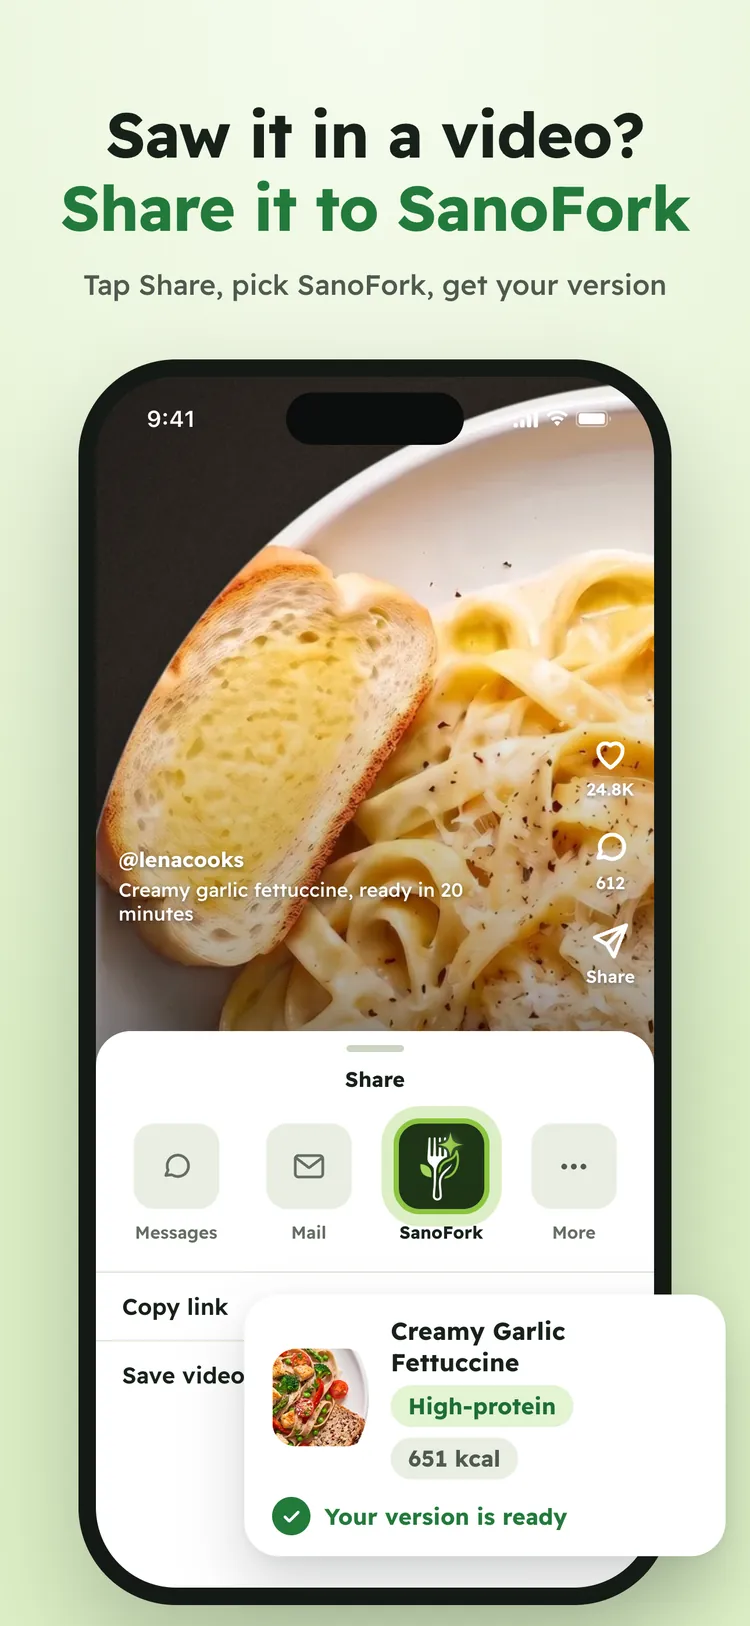 Saw it in a video?
Share it to SanoFork
Tap Share, pick SanoFork, get your version
9:41
24.8K
612
@lenacooks
Creamy garlic fettuccine, ready in 20
minutes
Share
Share
Messages
Mail
SanoFork
More
Copy link
Save video
Creamy Garlic
Fettuccine
High-protein
651 kcal
Your version is ready